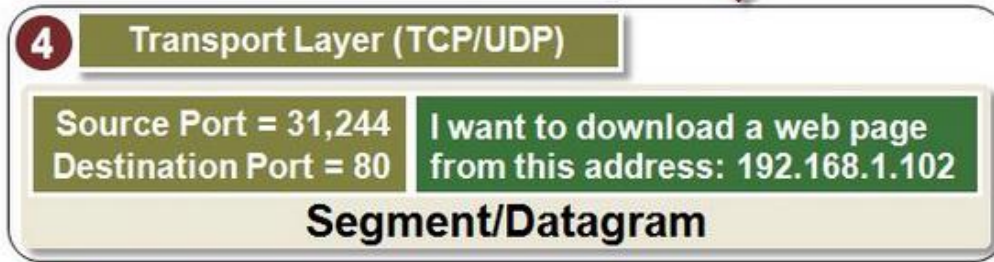 4
Transport Layer (TCP/UDP)
Source Port = 31,244
Destination Port = 80
I want to download a web page
from this address: 192.168.1.102
Segment/Datagram